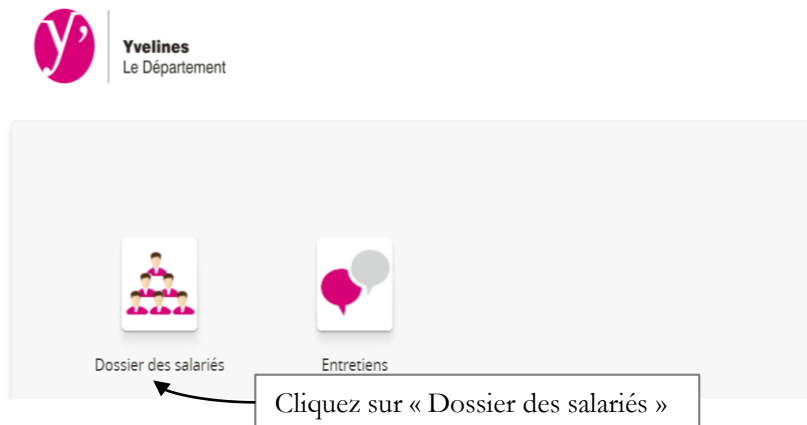 y'
Yvelines
Le Département
Dossier des salariés
Entretiens
Cliquez sur « Dossier des salariés »